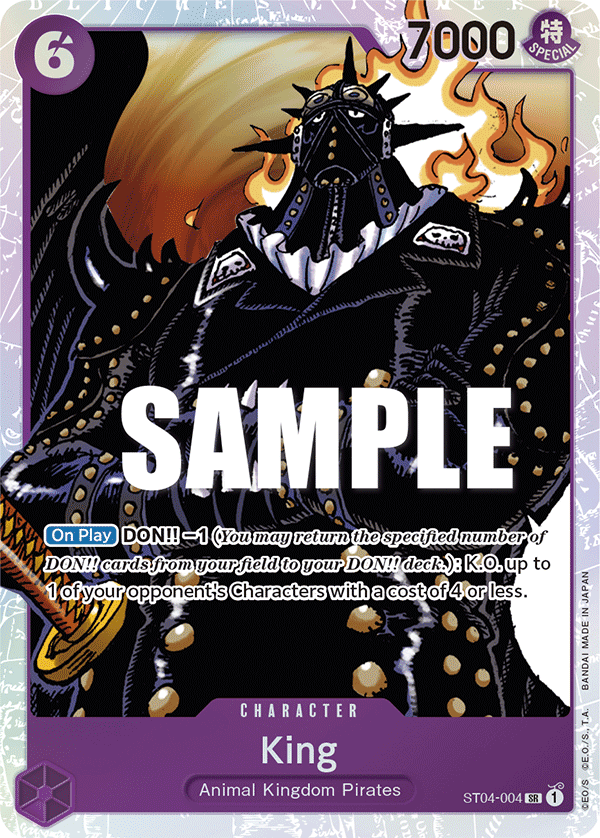 6
7000
特
SPECIAL
SAMPLE
On Play DON!! −1 (You may return the specified number of
DON!! cards from your field to your DON!! deck.): K.O. up to
1 of your opponent's Characters with a cost of 4 or less.
CHARACTER
King
Animal Kingdom Pirates
ST04-004 SR 1
©E.O/S ©E.O./S., T.A. BANDAI MADE IN JAPAN